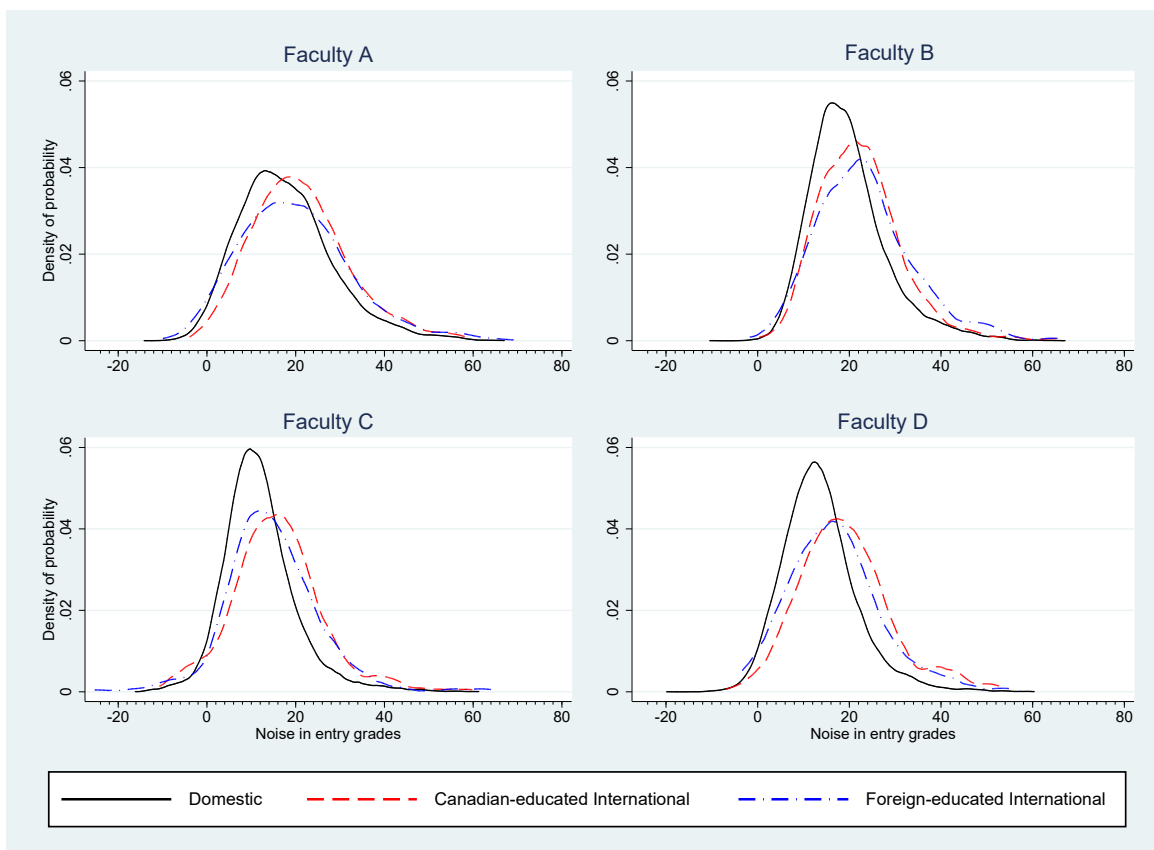 Faculty A
Faculty B
Density of probability
.06
.04
.02
0
-20 0 20 40 60 80
.06
.04
.02
0
-20 0 20 40 60 80
Faculty C
Faculty D
Density of probability
.06
.04
.02
0
-20 0 20 40 60 80
Noise in entry grades
.06
.04
.02
0
-20 0 20 40 60 80
Noise in entry grades
Domestic Canadian-educated International Foreign-educated International